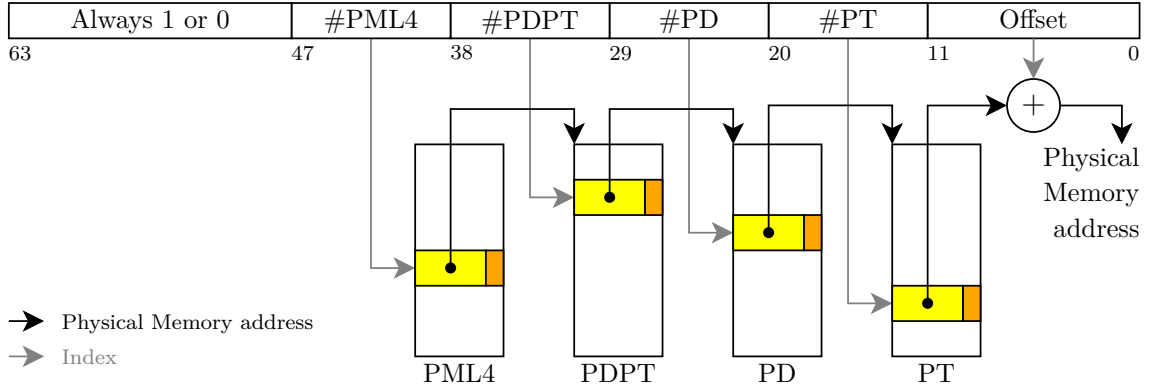 Always 1 or 0 #PML4 #PDPT #PD #PT Offset
63 47 38 29 20 11 0
+
Physical
Memory
address
Physical Memory address
Index
PML4 PDPT PD PT